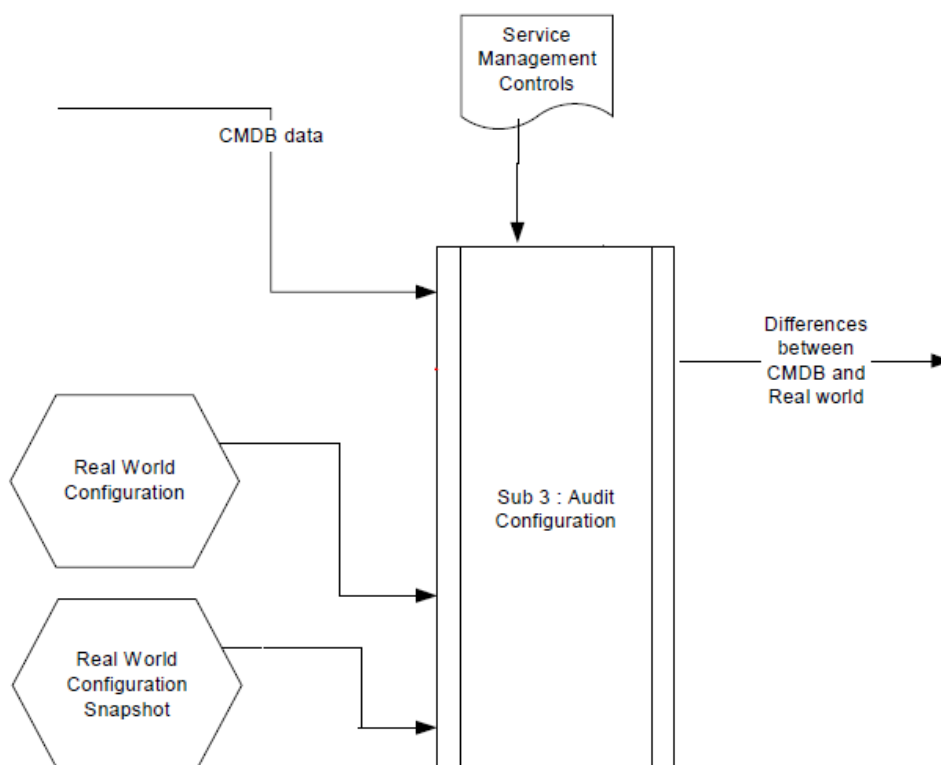 Service
Management
Controls
CMDB data
Differences
between
CMDB and
Real world
Real World
Configuration
Sub 3 : Audit
Configuration
Real World
Configuration
Snapshot